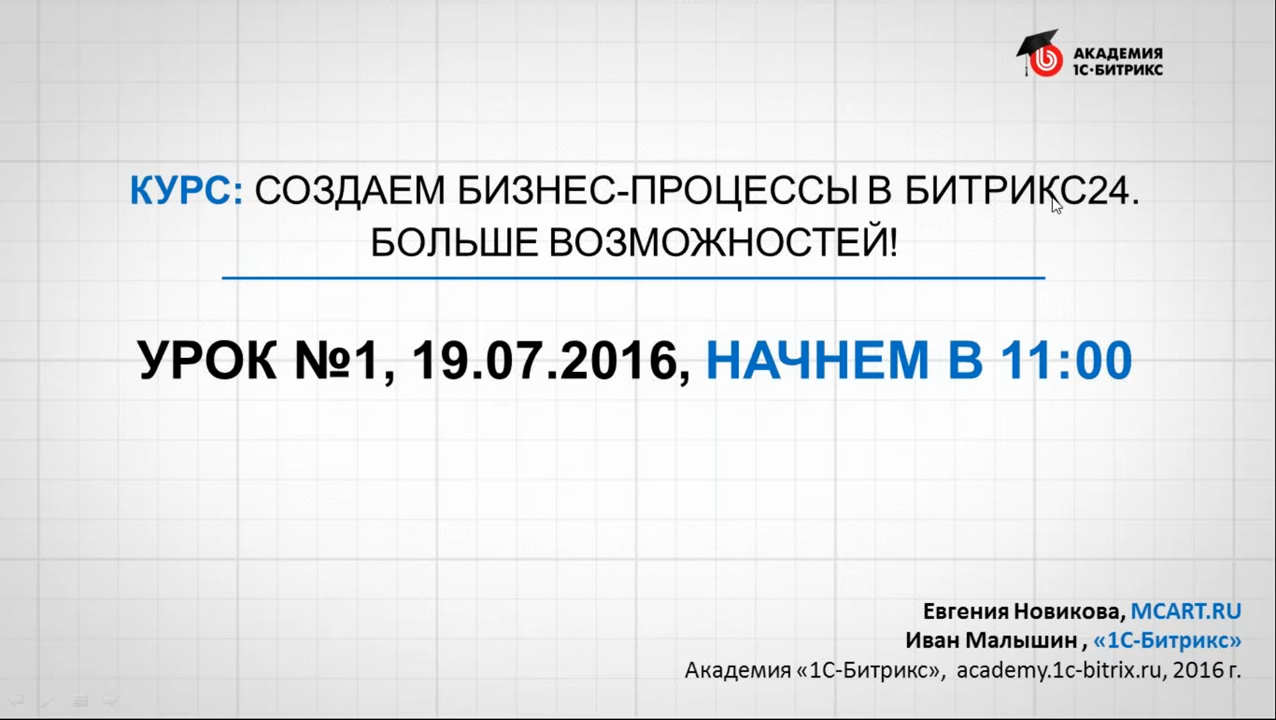 АКАДЕМИЯ
1С·БИТРИКС
КУРС: СОЗДАЕМ БИЗНЕС-ПРОЦЕССЫ В БИТРИКС24.
БОЛЬШЕ ВОЗМОЖНОСТЕЙ!
УРОК №1, 19.07.2016, НАЧНЕМ В 11:00
Евгения Новикова, MCART.RU
Иван Малышин , «1С-Битрикс»
Академия «1С-Битрикс», academy.1c-bitrix.ru, 2016 г.